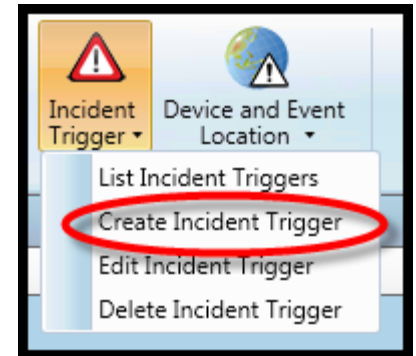 Incident
Trigger
Device and Event
Location
List Incident Triggers
Create Incident Trigger
Edit Incident Trigger
Delete Incident Trigger